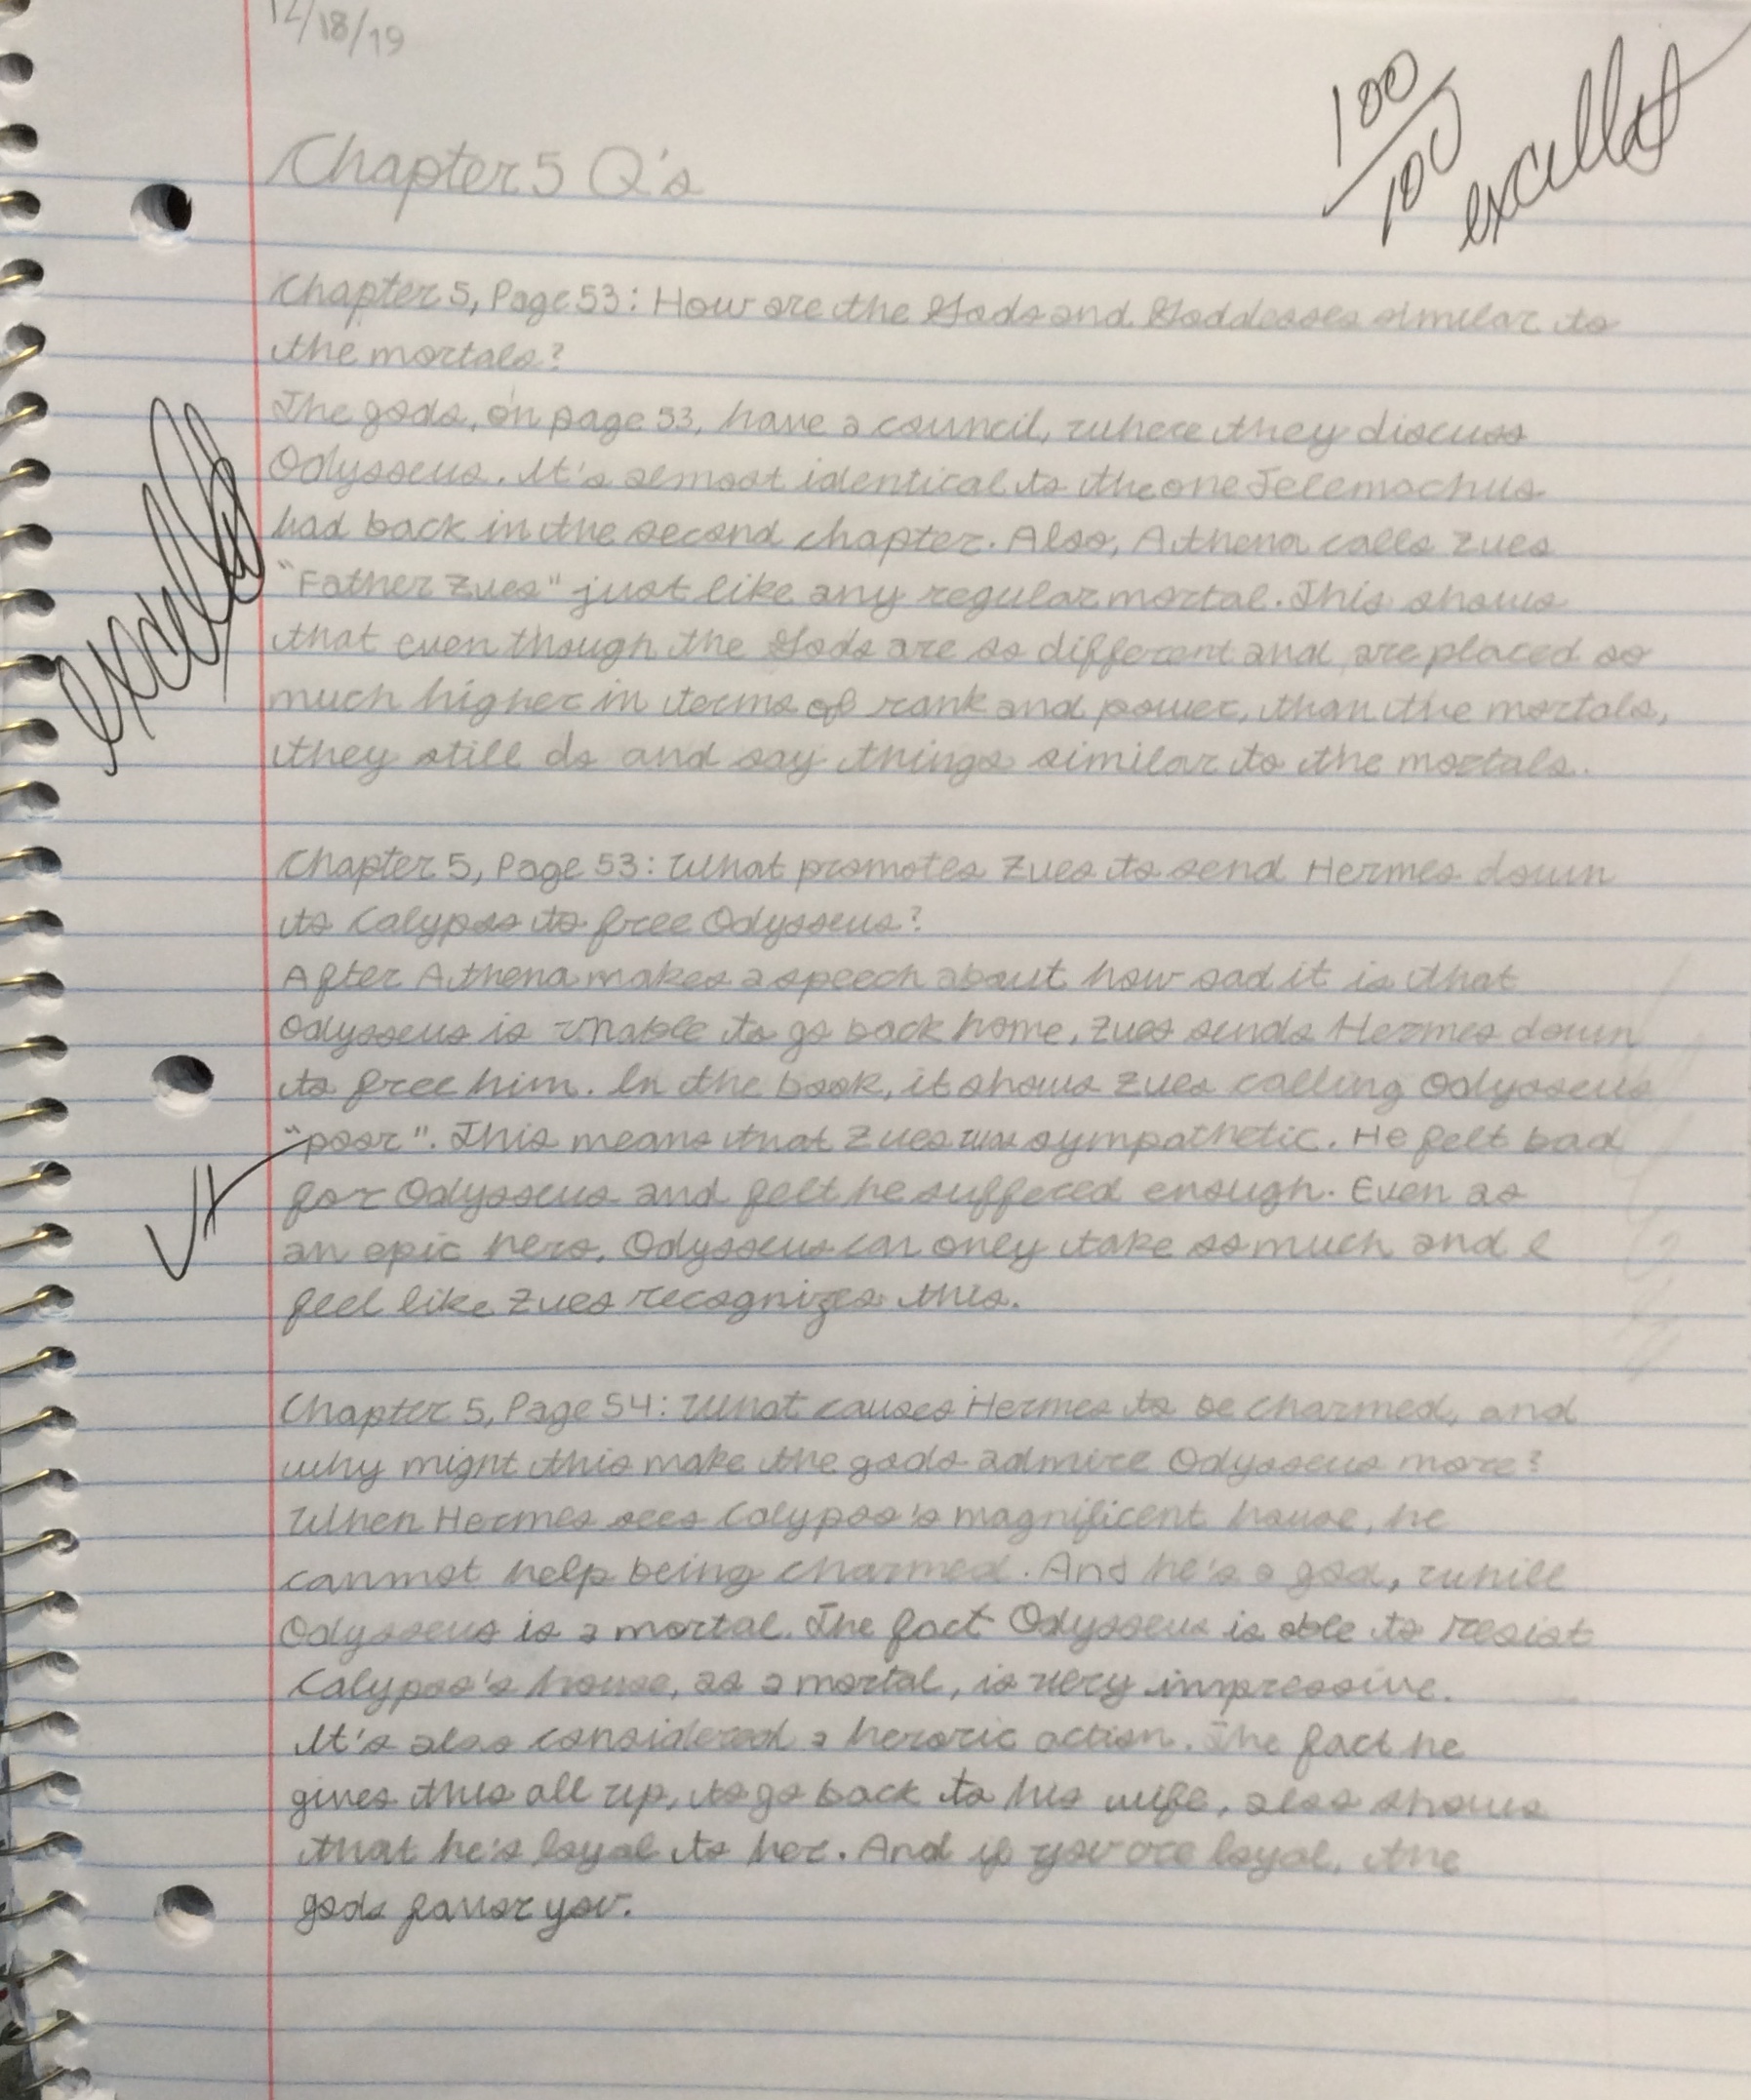 12/18/19
100/100 excellent
Chapter 5 Q's
Chapter 5, Page 53: How are the Gods and Goddesses similar to
the mortals?
The gods, on page 53, have a council, where they discuss
Odysseus. It's almost identical to the one Telemachus
had back in the second chapter. Also, Athena calls Zues
"Father Zues" just like any regular mortal. This shows
that even though the Gods are so different and are placed so
much higher in terms of rank and power, than the mortals,
they still do and say things similar to the mortals.
excellent
Chapter 5, Page 53: What promotes Zues to send Hermes down
to Calypso to free Odysseus?
After Athena makes a speech about how sad it is that
Odysseus is unable to go back home, Zues sends Hermes down
to free him. In the book, it shows Zues calling Odysseus
"poor". This means that Zues was sympathetic. He felt bad
for Odysseus and felt he suffered enough. Even as
an epic hero, Odysseus can only take so much and I
feel like Zues recognizes this.
✓+
Chapter 5, Page 54: What causes Hermes to be charmed, and
why might this make the gods admire Odysseus more?
When Hermes sees Calypso's magnificent house, he
cannnot help being charmed. And he's a god, while
Odysseus is a mortal. The fact Odysseus is able to resist
Calypso's house, as a mortal, is very impressive.
It's also considered a heroric action. The fact he
gives this all up, to go back to his wife, also shows
that he's loyal to her. And if you are loyal, the
gods favor you.